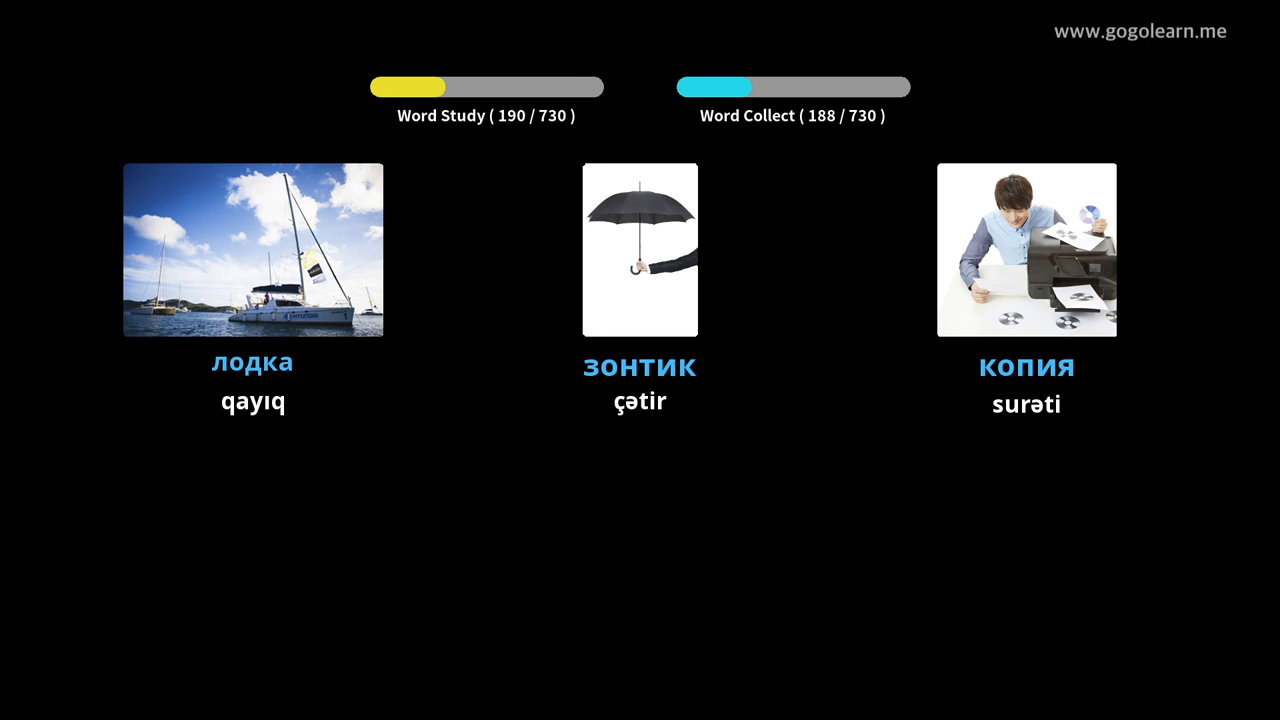 www.gogolearn.me
Word Study ( 190 / 730 )
Word Collect ( 188 / 730 )
лодка
зонтик
копия
qayıq
çətir
surəti